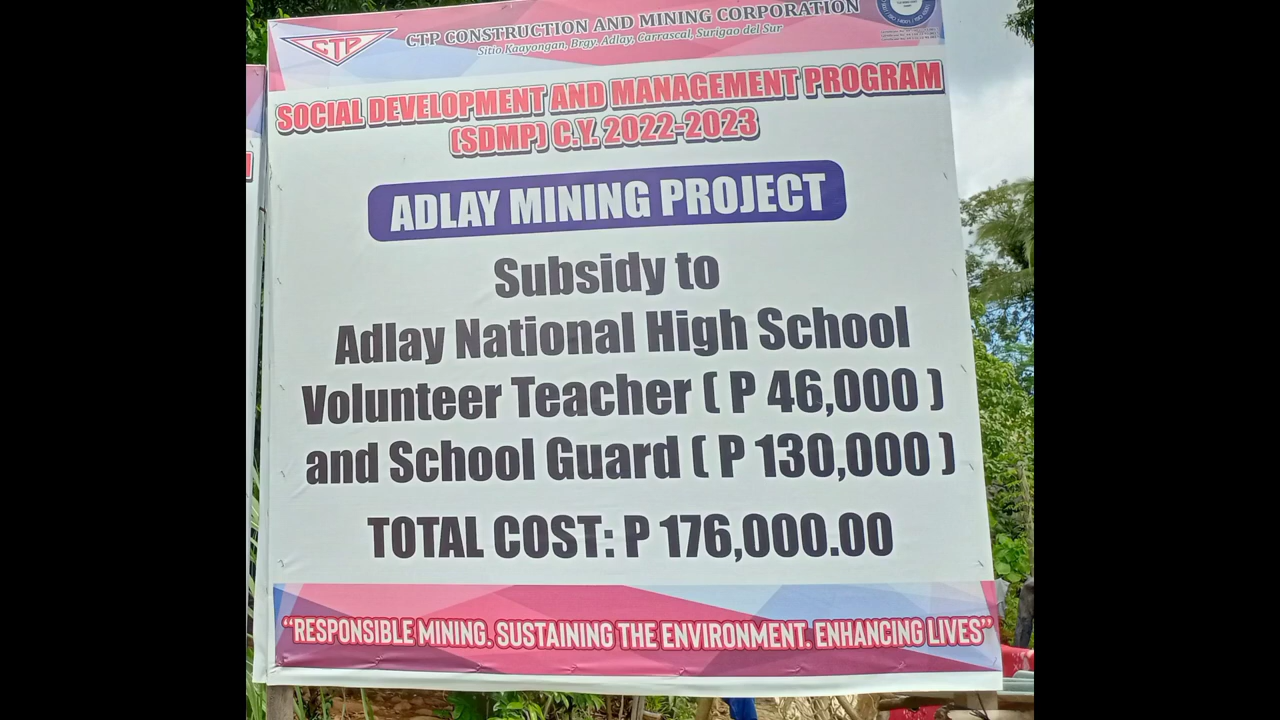 CTP
CTP CONSTRUCTION AND MINING CORPORATION
Sitio Kaayongan, Brgy. Adlay, Carrascal, Surigao del Sur
SOCIAL DEVELOPMENT AND MANAGEMENT PROGRAM
(SDMP) C.Y. 2022-2023
ADLAY MINING PROJECT
Subsidy to
Adlay National High School
Volunteer Teacher ( P 46,000 )
and School Guard ( P 130,000 )
TOTAL COST: P 176,000.00
“RESPONSIBLE MINING. SUSTAINING THE ENVIRONMENT. ENHANCING LIVES”